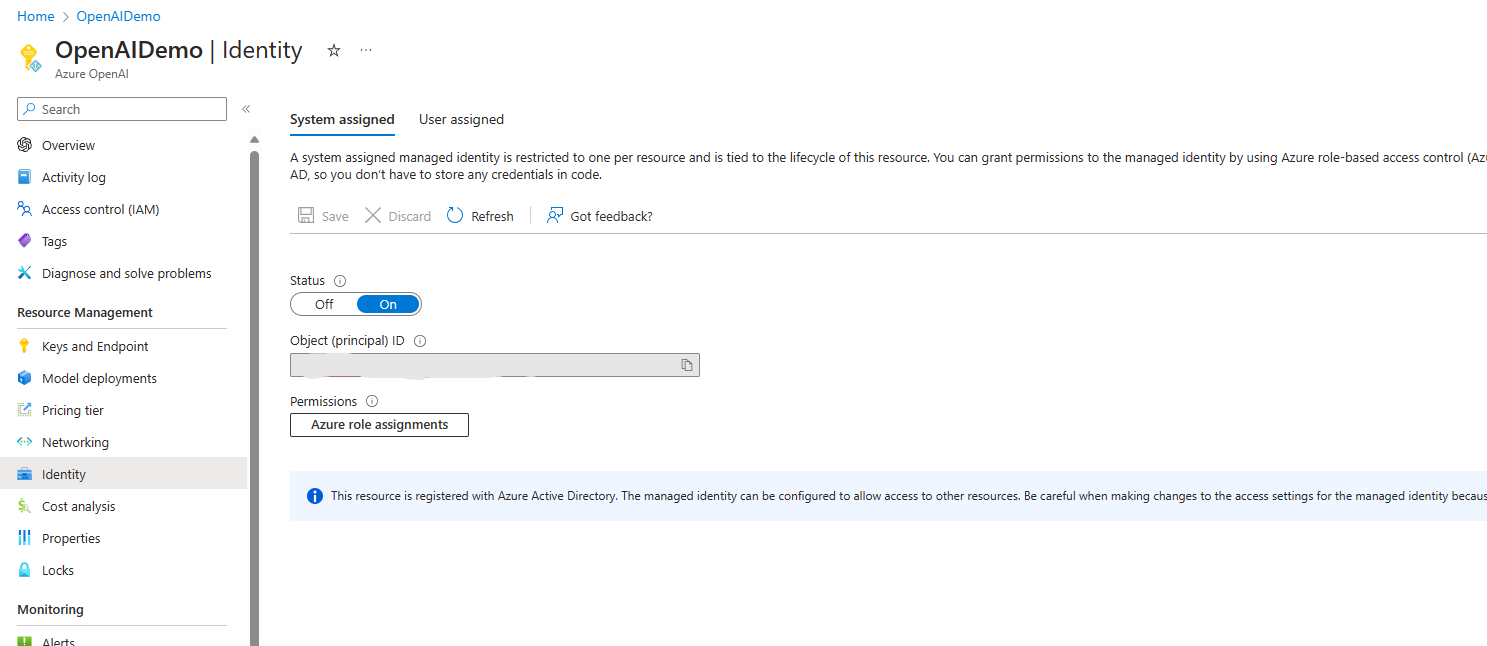 Home > OpenAIDemo
OpenAIDemo | Identity
Azure OpenAI
Search
Overview
Activity log
Access control (IAM)
Tags
Diagnose and solve problems
Resource Management
Keys and Endpoint
Model deployments
Pricing tier
Networking
Identity
Cost analysis
Properties
Locks
Monitoring
Alerts
System assigned User assigned
A system assigned managed identity is restricted to one per resource and is tied to the lifecycle of this resource. You can grant permissions to the managed identity by using Azure role-based access control (Azu
AD, so you don't have to store any credentials in code.
Save Discard Refresh Got feedback?
Status
Off On
Object (principal) ID
Permissions
Azure role assignments
This resource is registered with Azure Active Directory. The managed identity can be configured to allow access to other resources. Be careful when making changes to the access settings for the managed identity becaus